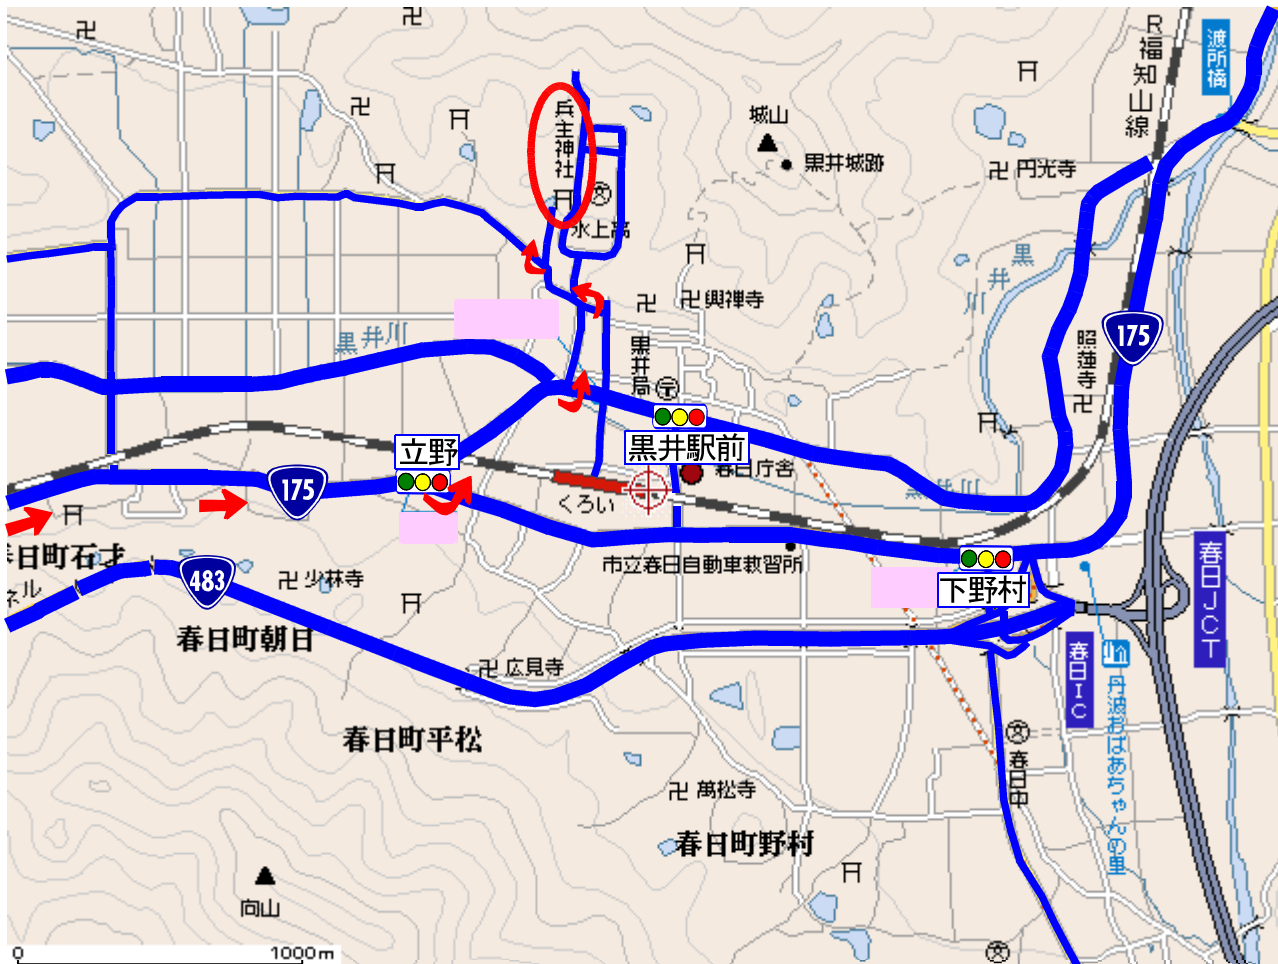 渡所橋
R福知山線
兵主神社
城山
黒井城跡
円光寺
氷上高
黒井川
興禅寺
黒井川
黒井局
照蓮寺
175
立野
黒井駅前
春日庁舎
175
くろい
黒井川
春日町石才
市立春日自動車教習所
下野村
春日JCT
ネル
483
少林寺
春日町朝日
広見寺
春日IC
丹波おばあちゃんの里
春日町平松
春日中
萬松寺
春日町野村
向山
0
1000m